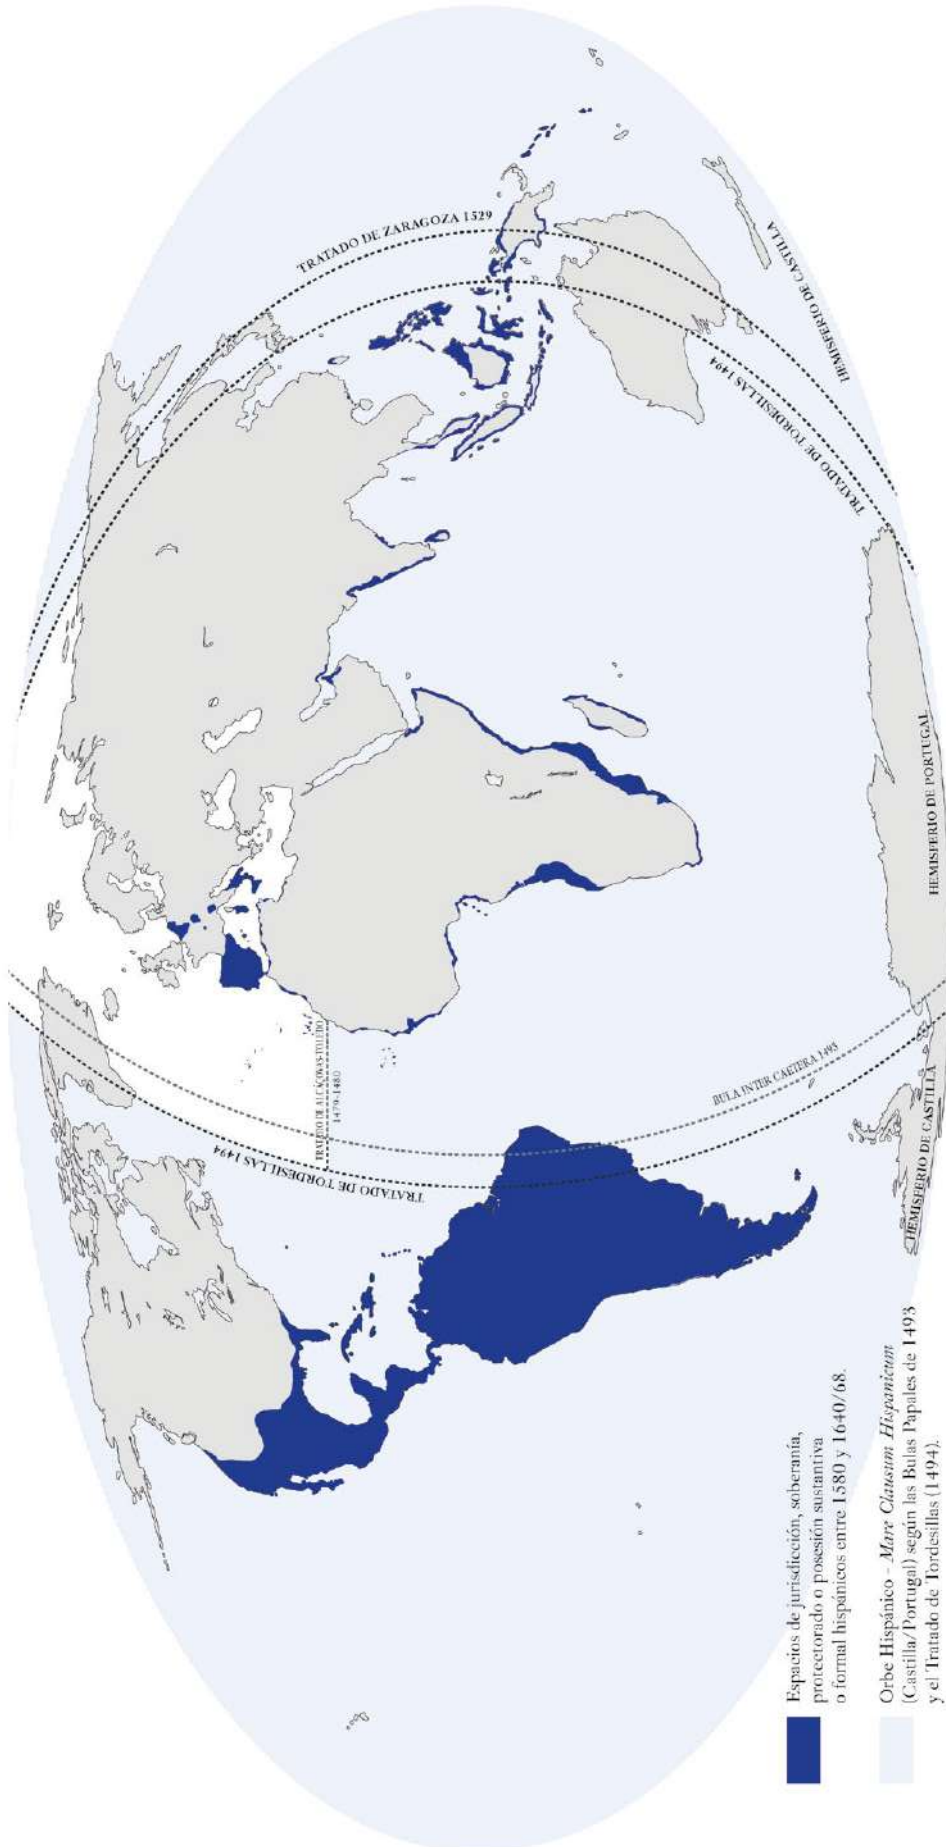 TRATADO DE ZARAGOZA 1529
TRATADO DE TORDESILLAS 1494
HEMISFERIO DE CASTILLA
HEMISFERIO DE PORTUGAL
TRATADO DE ALCÁÇOVAS-TOLEDO
1479-1480
BULA INTER CAETERA 1493
TRATADO DE TORDESILLAS 1494
HEMISFERIO DE CASTILLA
Espacios de jurisdicción, soberanía,
protectorado o posesión sustantiva
o formal hispánicos entre 1580 y 1640/68.
Orbe Hispánico - Mare Clausum Hispanicum
(Castilla/Portugal) según las Bulas Papales de 1493
y el Tratado de Tordesillas (1494).